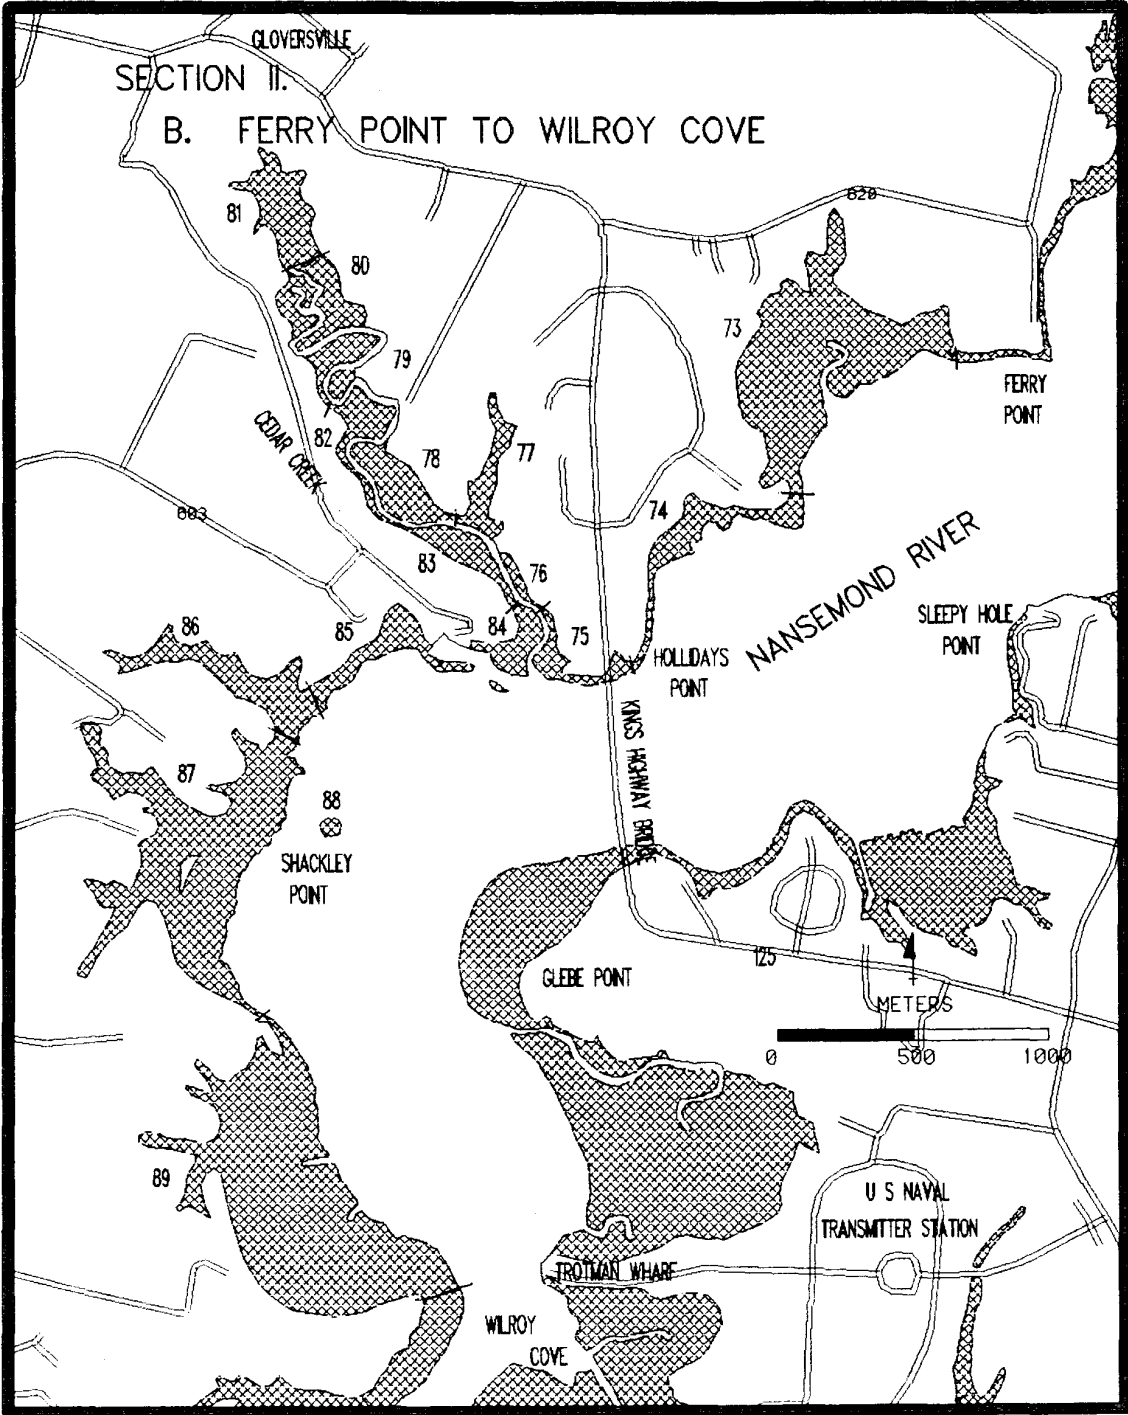 GLOVERSVILLE
SECTION II.
B. FERRY POINT TO WILROY COVE
81
80
820
73
79
FERRY
POINT
82
CEDAR CREEK
78
77
603
74
83
76
NANSEMOND RIVER
86
85
84
75
SLEEPY HOLE
POINT
HOLLIDAYS
POINT
KINGS HIGHWAY BRIDGE
87
88
SHACKLEY
POINT
125
GLEBE POINT
METERS
0 500 1000
89
U S NAVAL
TRANSMITTER STATION
TROTMAN WHARF
WILROY
COVE